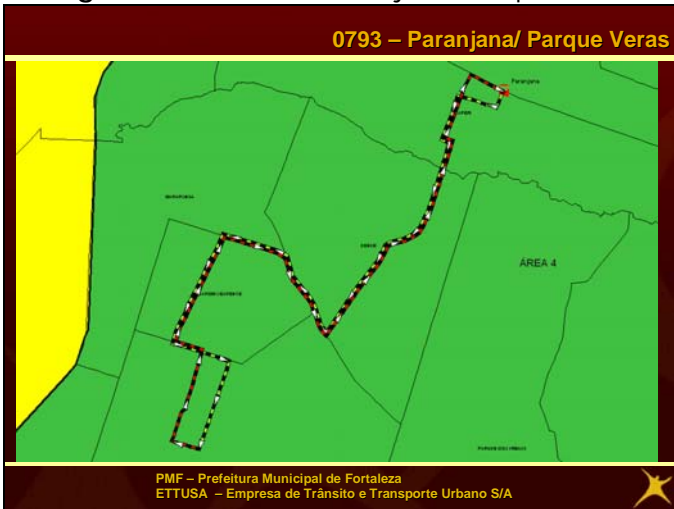 0793 – Paranjana/ Parque Veras
Paranjana
ÁREA 4
PMF – Prefeitura Municipal de Fortaleza
ETTUSA – Empresa de Trânsito e Transporte Urbano S/A